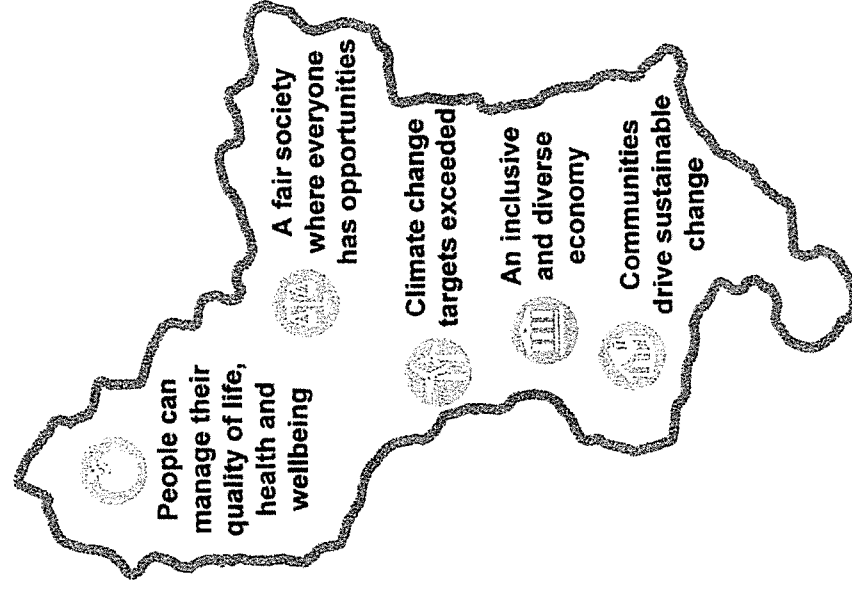 People can
manage their
quality of life,
health and
wellbeing
A fair society
where everyone
has opportunities
Climate change
targets exceeded
An inclusive
and diverse
economy
Communities
drive sustainable
change